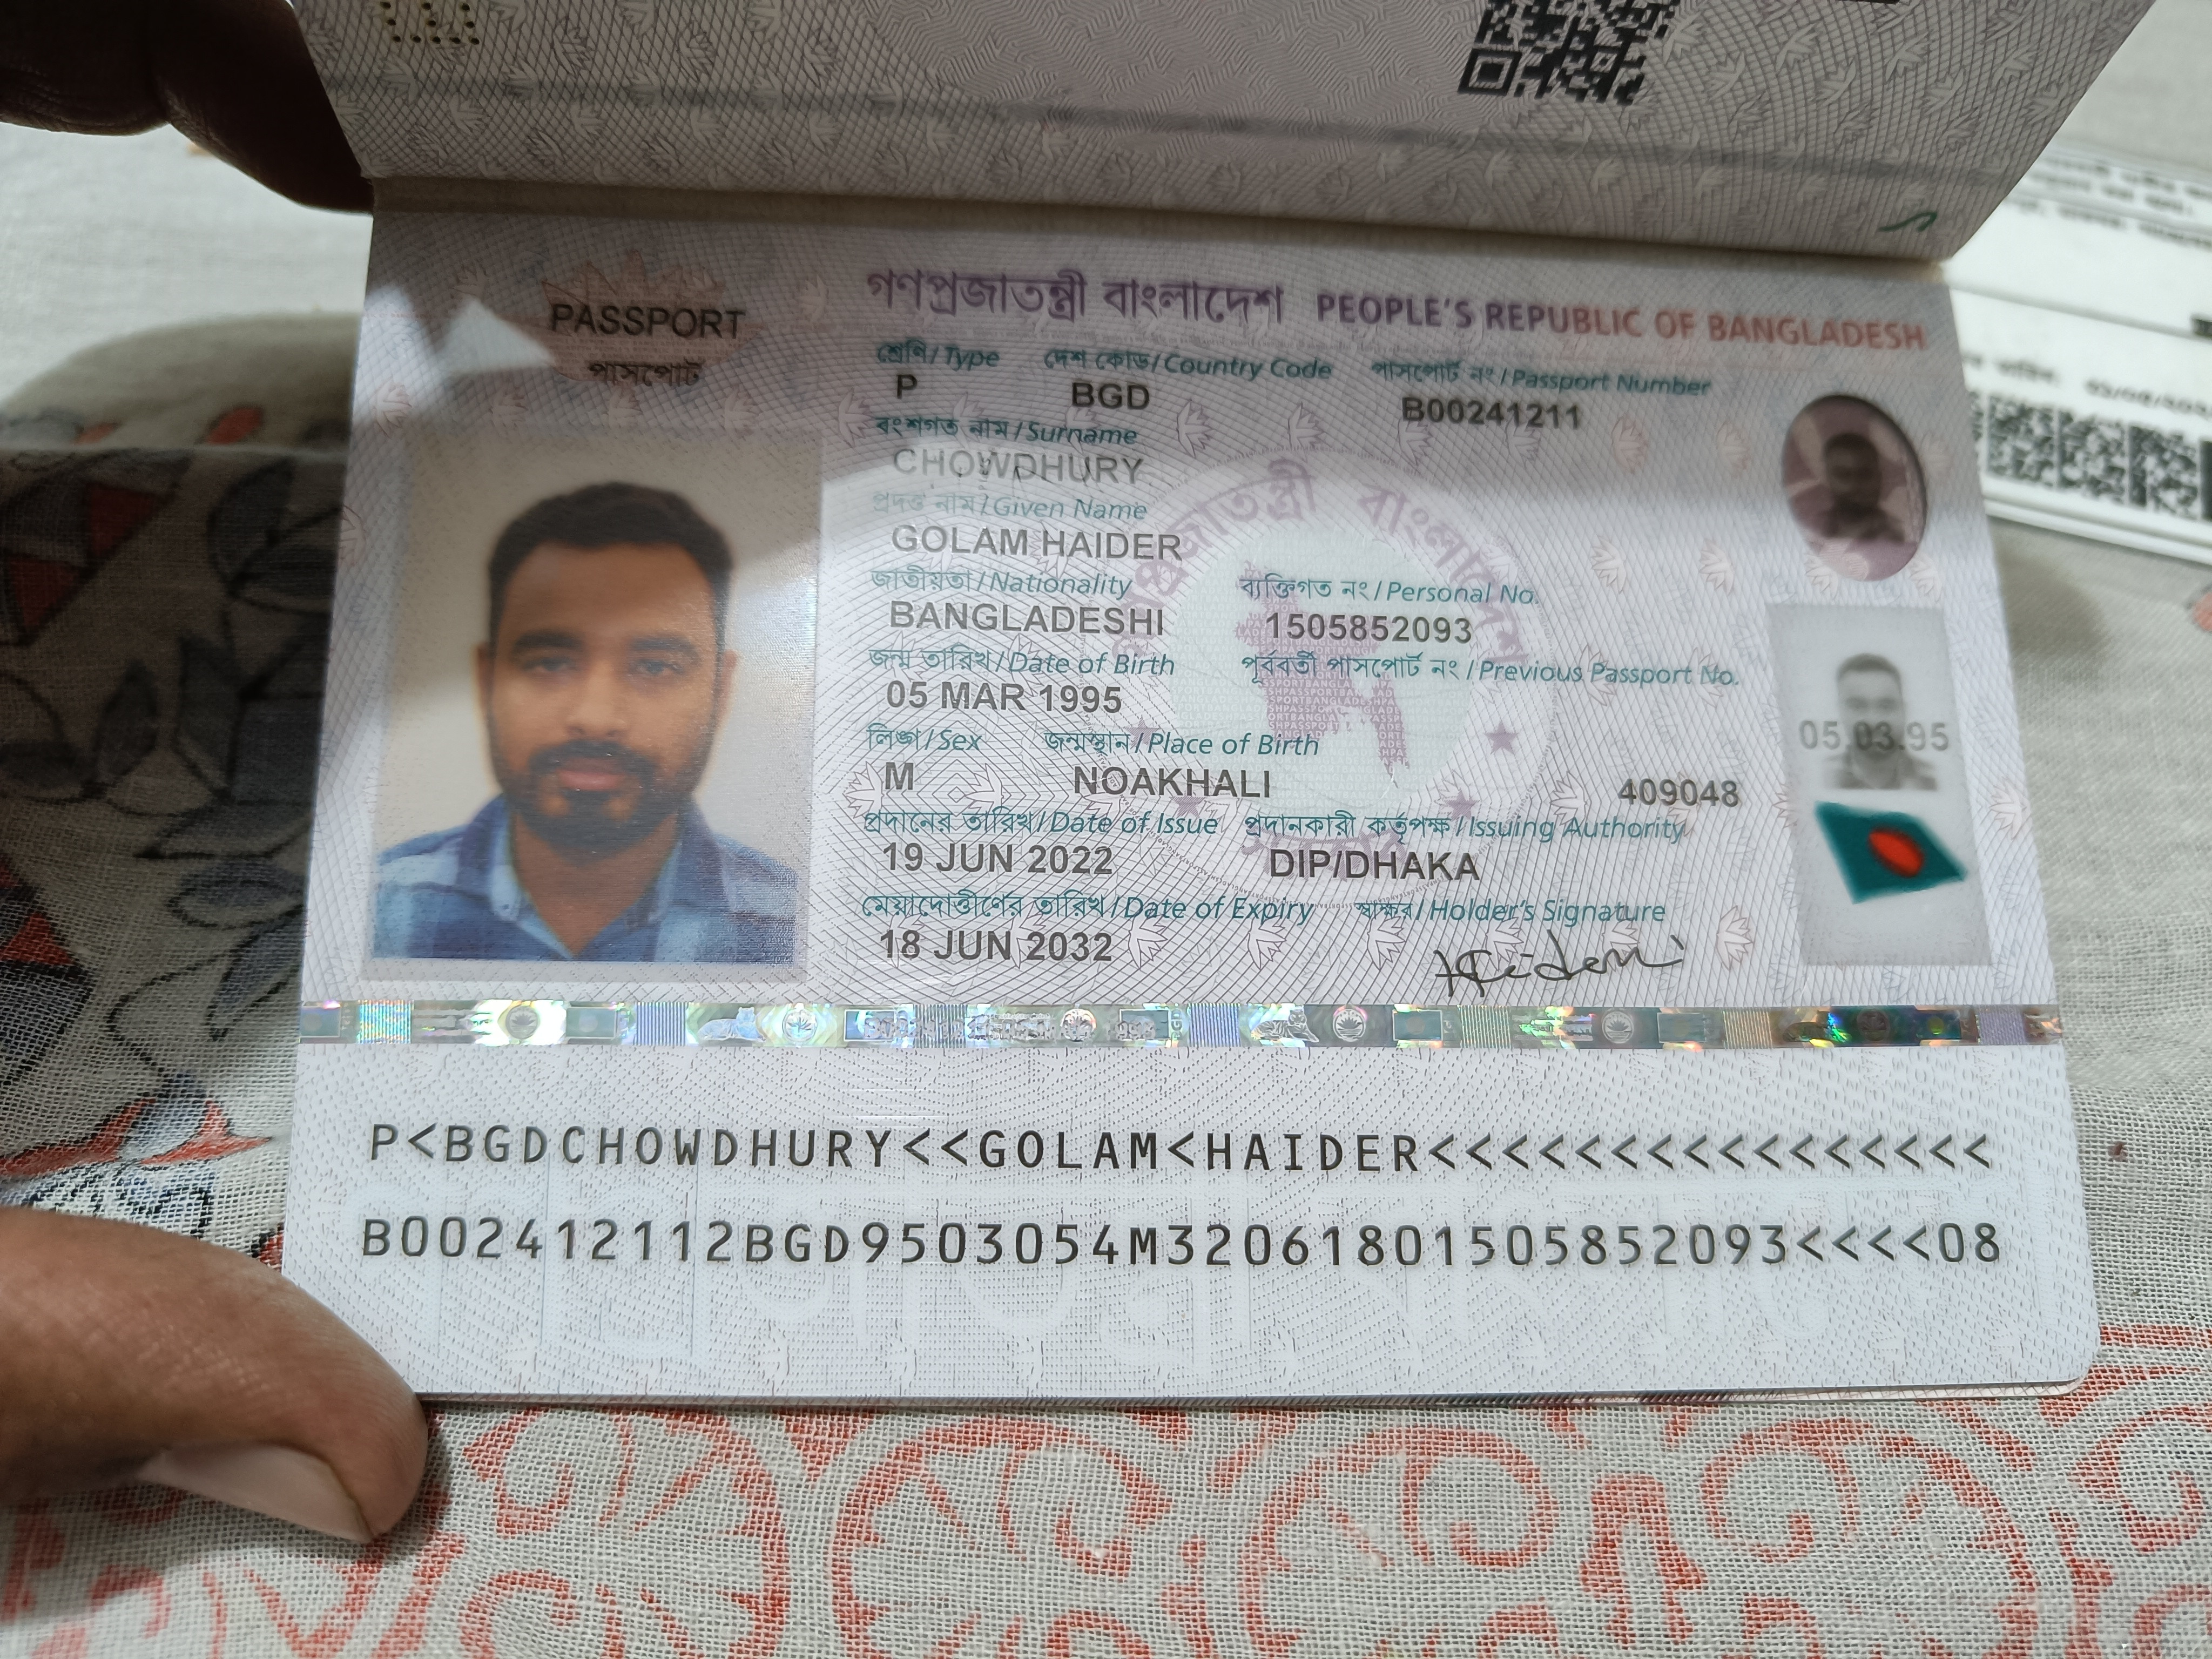 PASSPORT
পাসপোর্ট
গণপ্রজাতন্ত্রী বাংলাদেশ PEOPLE'S REPUBLIC OF BANGLADESH
শ্রেণি/Type দেশ কোড/Country Code পাসপোর্ট নং/Passport Number
P BGD B00241211
বংশগত নাম/Surname
CHOWDHURY
প্রদত্ত নাম/Given Name
GOLAM HAIDER
জাতীয়তা/Nationality ব্যক্তিগত নং/Personal No.
BANGLADESHI 1505852093
জন্ম তারিখ/Date of Birth পূর্ববর্তী পাসপোর্ট নং/Previous Passport No.
05 MAR 1995
05.03.95
লিঙ্গ/Sex জন্মস্থান/Place of Birth
M NOAKHALI 409048
প্রদানের তারিখ/Date of Issue প্রদানকারী কর্তৃপক্ষ/Issuing Authority
19 JUN 2022 DIP/DHAKA
মেয়াদোত্তীর্ণের তারিখ/Date of Expiry স্বাক্ষর/Holder's Signature
18 JUN 2032
P<BGDCHOWDHURY<<GOLAM<HAIDER<<<<<<<<<<<<<<<<
B002412112BGD9503054M32061801505852093<<<<08